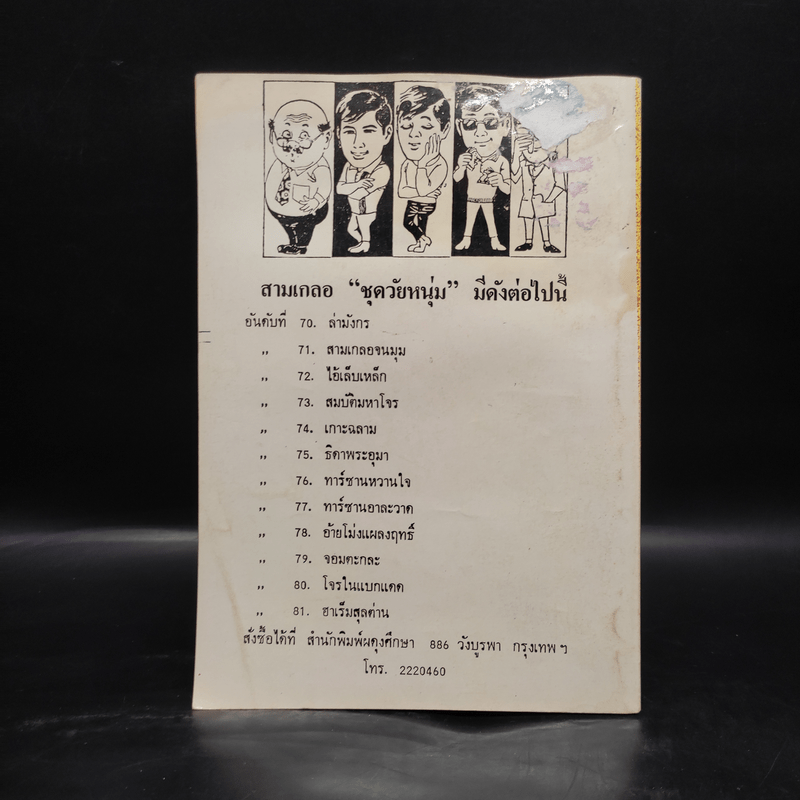 สามเกลอ “ชุดวัยหนุ่ม” มีดังต่อไปนี้
อันดับที่ 70. ล่ามังกร
„ 71. สามเกลอจนมุม
„ 72. ไอ้เล็บเหล็ก
„ 73. สมบัติมหาโจร
„ 74. เกาะฉลาม
„ 75. ธิดาพระอุมา
„ 76. ทาร์ซานหวานใจ
„ 77. ทาร์ซานอาละวาด
„ 78. อ้ายโม่งแผลงฤทธิ์
„ 79. จอมตะกละ
„ 80. โจรในแบกแดด
„ 81. ฮาเร็มสุลต่าน
สั่งซื้อได้ที่ สำนักพิมพ์ผดุงศึกษา 886 วังบูรพา กรุงเทพ ฯ
โทร. 2220460